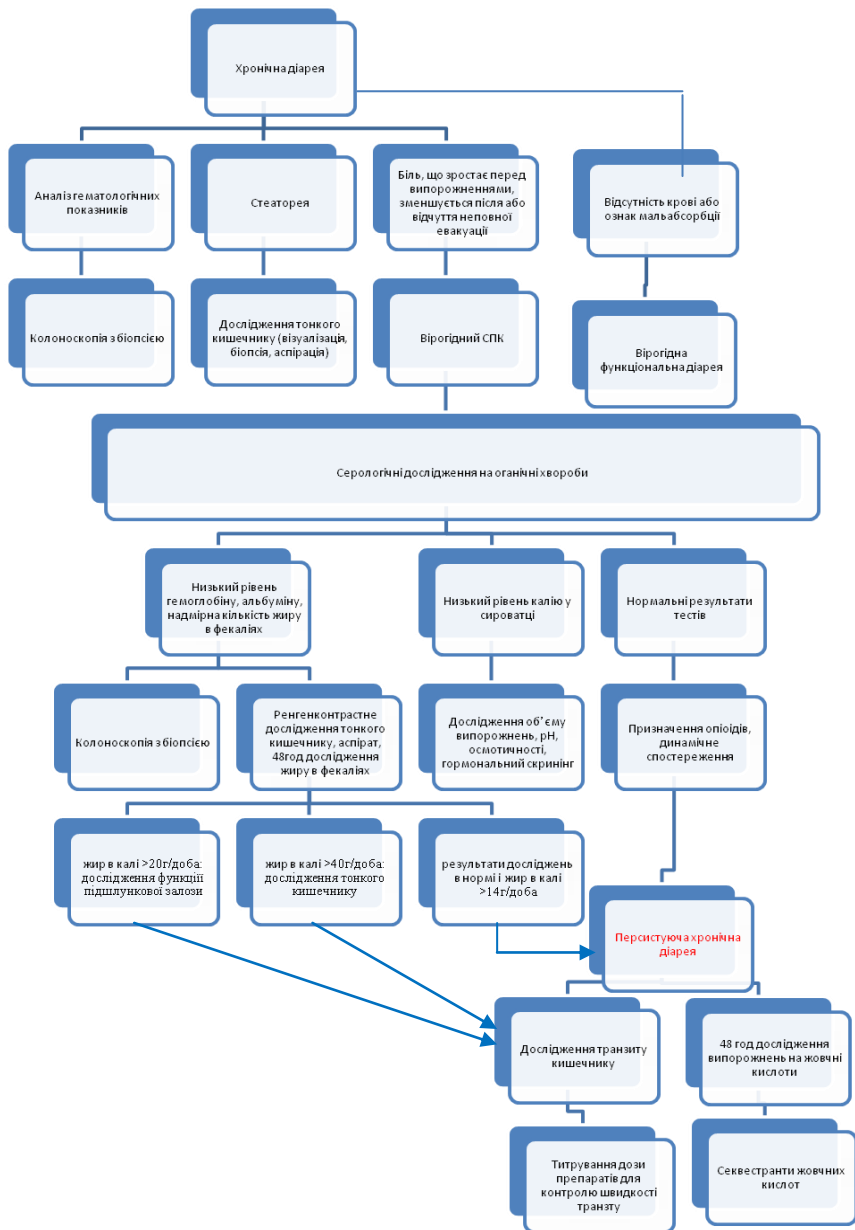 Хронічна діарея
Аналіз гематологічних
показників
Стеаторея
Біль, що зростає перед
випорожненнями,
зменшується після або
відчуття неповної
евакуації
Відсутність крові або
ознак мальабсорбції
Колоноскопія з біопсією
Дослідження тонкого
кишечнику (візуалізація,
біопсія, аспірація)
Вірогідний СПК
Вірогідна
функціональна діарея
Серологічні дослідження на оганічні хвороби
Низький рівень
гемоглобіну, альбуміну,
надмірна кількість жиру
в фекаліях
Низький рівень калію у
сироватці
Нормальні результати
тестів
Колоноскопія з біопсією
Ренгенконтрастне
дослідження тонкого
кишечнику, аспірат,
48год дослідження
жиру в фекаліях
Дослідження об’єму
випорожнень, pH,
осмотичності,
гормональний скринінг
Призначення опіоідів,
динамічне
спостереження
жир в калі >20г/доба:
дослідження функціїі
підшлункової залози
жир в калі >40г/доба:
дослідження тонкого
кишечнику
результати досліджень
в нормі і жир в калі
>14г/доба
Персистуюча хронічна
діарея
Дослідження транзиту
кишечнику
48 год дослідження
випорожнень на жовчні
кислоти
Титрування дози
препаратів для
контролю швидкості
транзту
Секвестранти жовчних
кислот